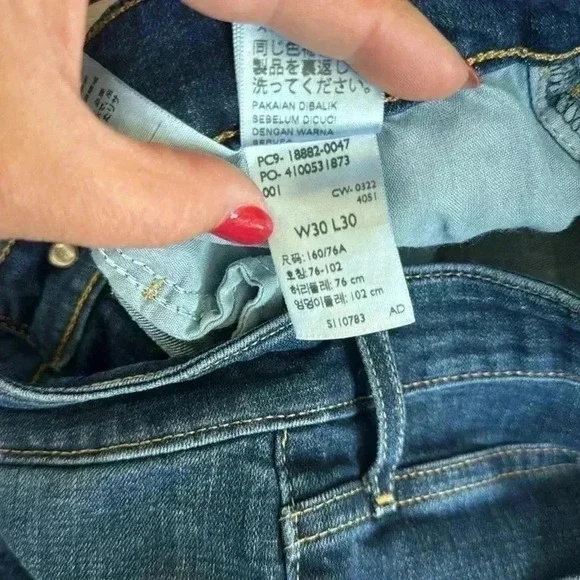 同じ色種
製品を裏返し
洗ってください。
PAKAIAN DIBALIK
SEBELUM DICUCI
DENGAN WARNA
PC9- 18882-0047
PO- 4100531873
001
CW-0322
4051
W30 L30
尺码: 160/76A
호칭: 76-102
허리둘레: 76 cm
엉덩이둘레: 102 cm
S110783 AD